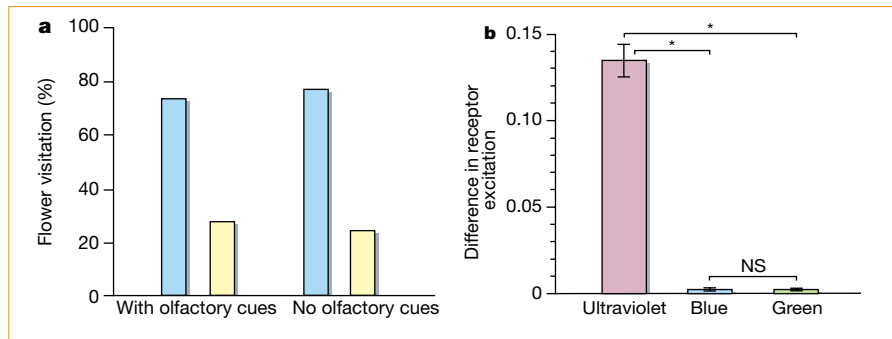 a
100
80
60
40
20
0
Flower visitation (%)
With olfactory cues
No olfactory cues
b
0.15
0.10
0.05
0
Difference in receptor
excitation
*
*
NS
Ultraviolet
Blue
Green